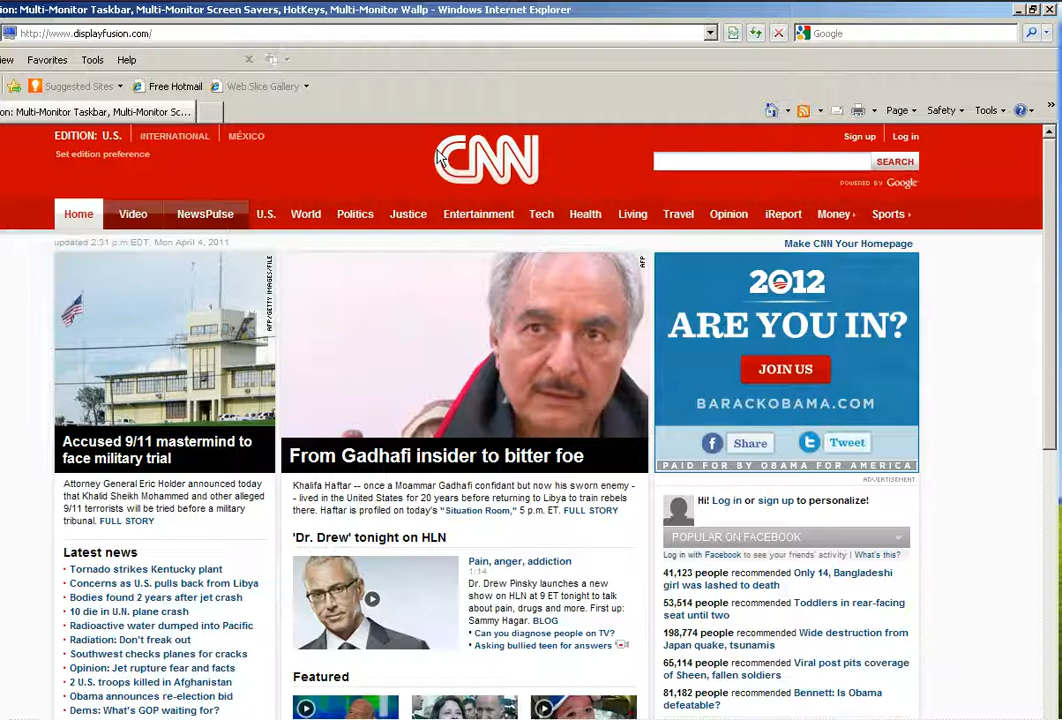 ion: Multi-Monitor Taskbar, Multi-Monitor Screen Savers, HotKeys, Multi-Monitor Wallp - Windows Internet Explorer
http://www.displayfusion.com/
Google
iew Favorites Tools Help
Suggested Sites
Free Hotmail
Web Slice Gallery
on: Multi-Monitor Taskbar, Multi-Monitor Sc...
Page
Safety
Tools
EDITION: U.S. INTERNATIONAL MÉXICO
Set edition preference
CNN
Sign up Log in
SEARCH
POWERED BY Google
Home Video NewsPulse U.S. World Politics Justice Entertainment Tech Health Living Travel Opinion iReport Money Sports
updated 2:31 p.m.EDT, Mon April 4, 2011
Make CNN Your Homepage
AFP/GETTY IMAGES/FILE
Accused 9/11 mastermind to
face military trial
Attorney General Eric Holder announced today
that Khalid Sheikh Mohammed and other alleged
9/11 terrorists will be tried before a military
tribunal. FULL STORY
Latest news
Tornado strikes Kentucky plant
Concerns as U.S. pulls back from Libya
Bodies found 2 years after jet crash
10 die in U.N. plane crash
Radioactive water dumped into Pacific
Radiation: Don't freak out
Southwest checks planes for cracks
Opinion: Jet rupture fear and facts
2 U.S. troops killed in Afghanistan
Obama announces re-election bid
Dems: What's GOP waiting for?
AFP
From Gadhafi insider to bitter foe
Khalifa Haftar -- once a Moammar Gadhafi confidant but now his sworn enemy -
- lived in the United States for 20 years before returning to Libya to train rebels
there. Haftar is profiled on today's "Situation Room," 5 p.m. ET. FULL STORY
'Dr. Drew' tonight on HLN
Pain, anger, addiction
1:14
Dr. Drew Pinsky launches a new
show on HLN at 9 ET tonight to talk
about pain, drugs and more. First up:
Sammy Hagar. BLOG
Can you diagnose people on TV?
Asking bullied teen for answers
Featured
2012
ARE YOU IN?
JOIN US
BARACKOBAMA.COM
Share
Tweet
PAID FOR BY OBAMA FOR AMERICA
ADVERTISEMENT
Hi! Log in or sign up to personalize!
POPULAR ON FACEBOOK
Log in with Facebook to see your friends' activity | What's this?
41,123 people recommended Only 14, Bangladeshi
girl was lashed to death
53,514 people recommended Toddlers in rear-facing
seat until two
198,774 people recommended Wide destruction from
Japan quake, tsunamis
65,114 people recommended Viral post pits coverage
of Sheen, fallen soldiers
81,182 people recommended Bennett: Is Obama
defeatable?